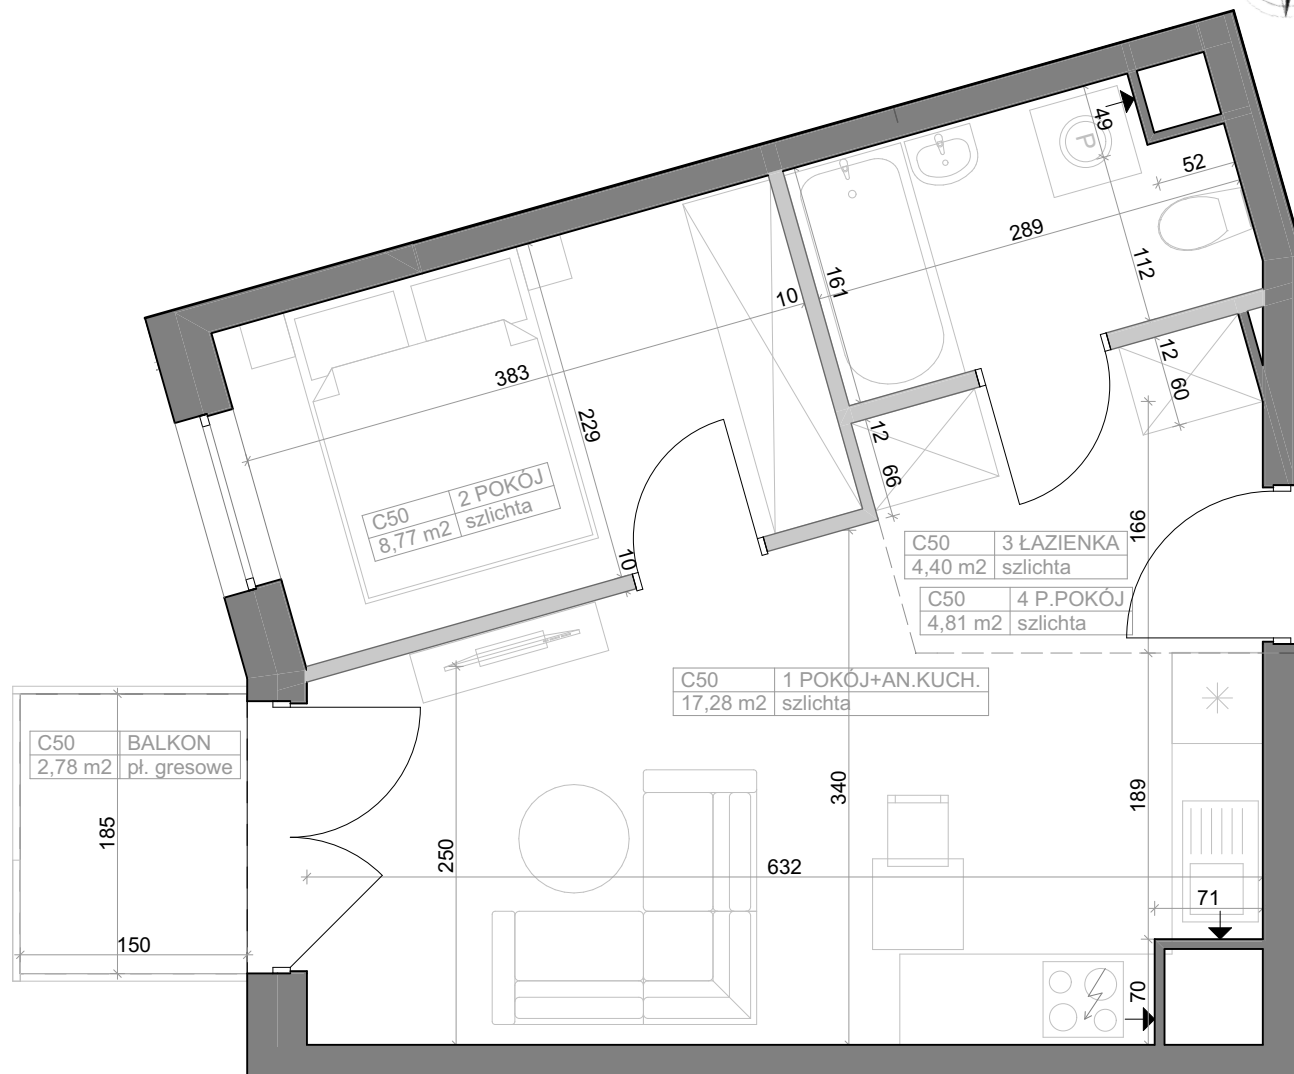 49
P
52
289
112
161
10
12
60
383
229
12
66
C50 2 POKÓJ
8,77 m2 szlichta
10
166
C50 3 ŁAZIENKA
4,40 m2 szlichta
C50 4 P.POKÓJ
4,81 m2 szlichta
C50 1 POKÓJ+AN.KUCH.
17,28 m2 szlichta
C50 BALKON
2,78 m2 pł. gresowe
185
150
250
340
189
632
71
70